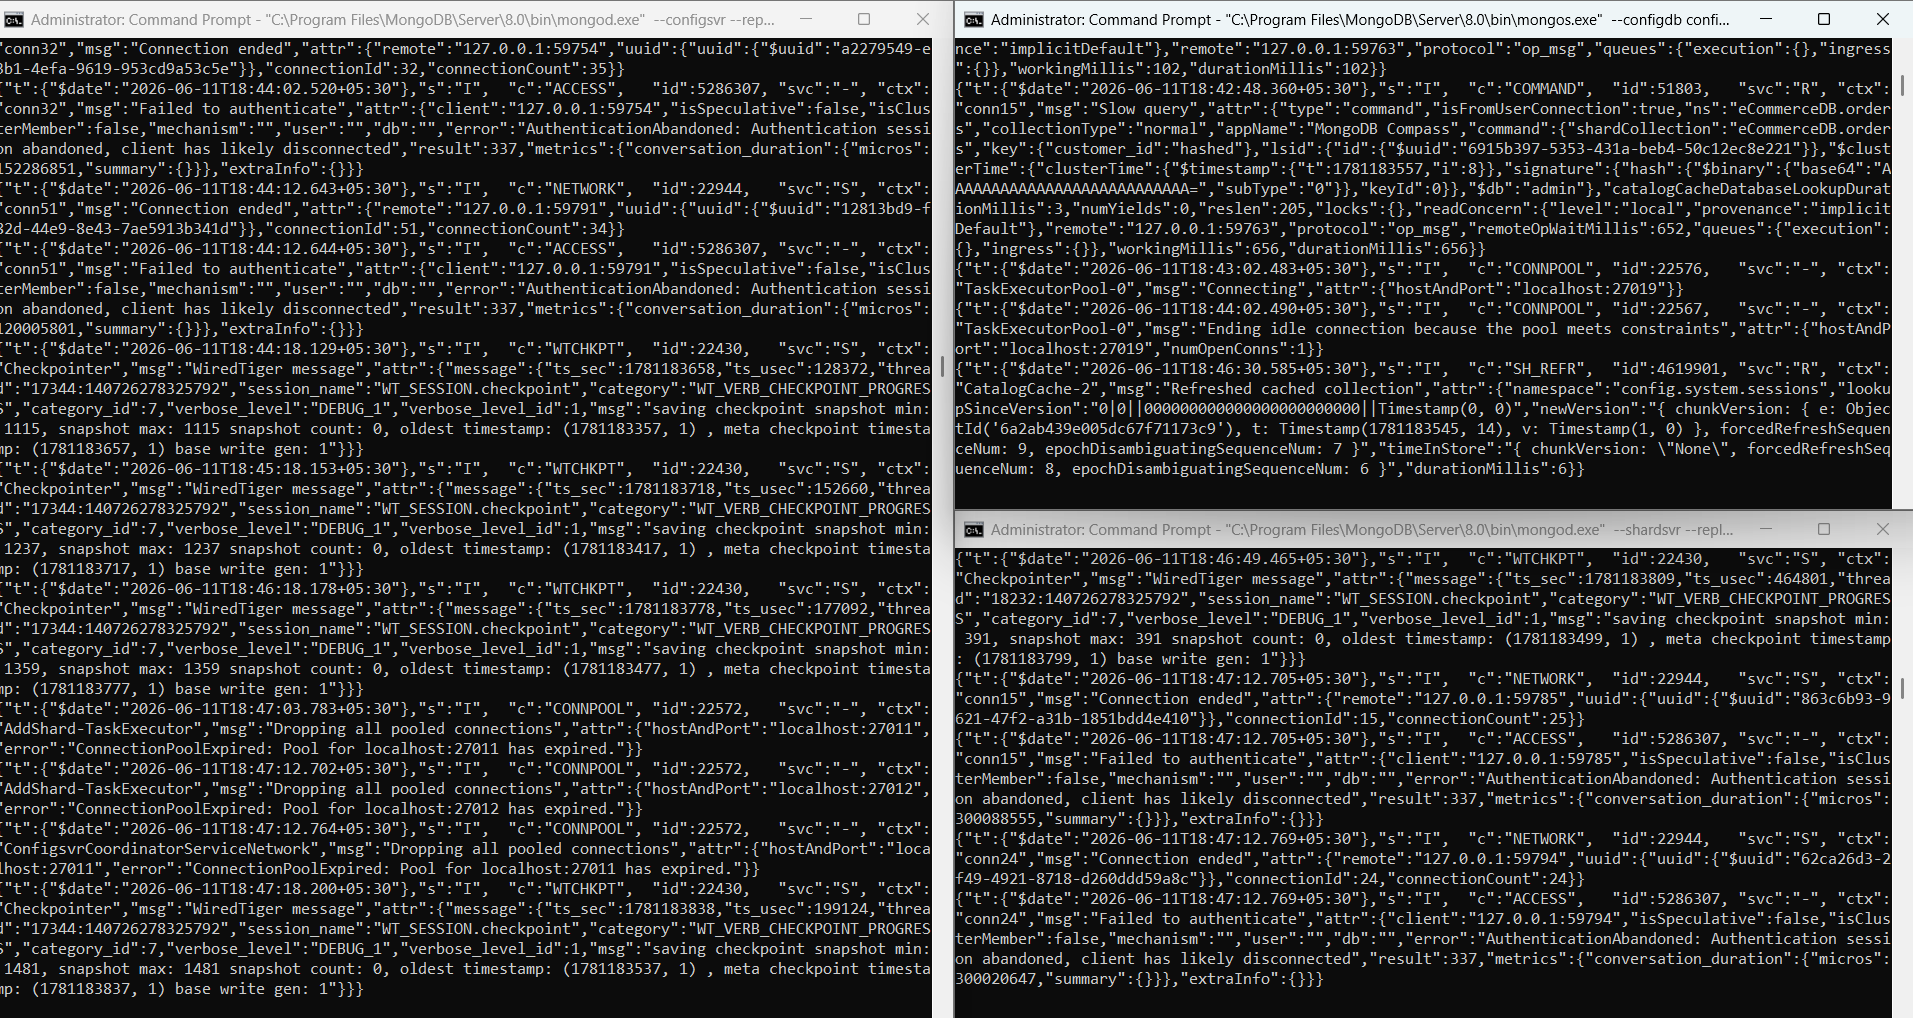 Administrator: Command Prompt - "C:\Program Files\MongoDB\Server\8.0\bin\mongod.exe" --configsvr --rep...
"conn32","msg":"Connection ended","attr":{"remote":"127.0.0.1:59754","uuid":{"uuid":{"$uuid":"a2279549-e
3b1-4efa-9619-953cd9a53c5e"}},"connectionId":32,"connectionCount":35}}
{"t":{"$date":"2026-06-11T18:44:02.520+05:30"},"s":"I", "c":"ACCESS", "id":5286307, "svc":"-", "ctx":
"conn32","msg":"Failed to authenticate","attr":{"client":"127.0.0.1:59754","isSpeculative":false,"isClus
terMember":false,"mechanism":"","user":"","db":"","error":"AuthenticationAbandoned: Authentication sessi
on abandoned, client has likely disconnected","result":337,"metrics":{"conversation_duration":{"micros":
152286851,"summary":{}}},"extraInfo":{}}}
{"t":{"$date":"2026-06-11T18:44:12.643+05:30"},"s":"I", "c":"NETWORK", "id":22944, "svc":"S", "ctx":
"conn51","msg":"Connection ended","attr":{"remote":"127.0.0.1:59791","uuid":{"uuid":{"$uuid":"12813bd9-f
82d-44e9-8e43-7ae5913b341d"}},"connectionId":51,"connectionCount":34}}
{"t":{"$date":"2026-06-11T18:44:12.644+05:30"},"s":"I", "c":"ACCESS", "id":5286307, "svc":"-", "ctx":
"conn51","msg":"Failed to authenticate","attr":{"client":"127.0.0.1:59791","isSpeculative":false,"isClus
terMember":false,"mechanism":"","user":"","db":"","error":"AuthenticationAbandoned: Authentication sessi
on abandoned, client has likely disconnected","result":337,"metrics":{"conversation_duration":{"micros":
120005801,"summary":{}}},"extraInfo":{}}}
{"t":{"$date":"2026-06-11T18:44:18.129+05:30"},"s":"I", "c":"WTCHKPT", "id":22430, "svc":"S", "ctx":
"Checkpointer","msg":"WiredTiger message","attr":{"message":{"ts_sec":1781183658,"ts_usec":128372,"threa
d":"17344:140726278325792","session_name":"WT_SESSION.checkpoint","category":"WT_VERB_CHECKPOINT_PROGRES
S","category_id":7,"verbose_level":"DEBUG_1","verbose_level_id":1,"msg":"saving checkpoint snapshot min:
1115, snapshot max: 1115 snapshot count: 0, oldest timestamp: (1781183357, 1) , meta checkpoint timesta
mp: (1781183657, 1) base write gen: 1"}}}
{"t":{"$date":"2026-06-11T18:45:18.153+05:30"},"s":"I", "c":"WTCHKPT", "id":22430, "svc":"S", "ctx":
"Checkpointer","msg":"WiredTiger message","attr":{"message":{"ts_sec":1781183718,"ts_usec":152660,"threa
d":"17344:140726278325792","session_name":"WT_SESSION.checkpoint","category":"WT_VERB_CHECKPOINT_PROGRES
S","category_id":7,"verbose_level":"DEBUG_1","verbose_level_id":1,"msg":"saving checkpoint snapshot min:
1237, snapshot max: 1237 snapshot count: 0, oldest timestamp: (1781183417, 1) , meta checkpoint timesta
mp: (1781183717, 1) base write gen: 1"}}}
{"t":{"$date":"2026-06-11T18:46:18.178+05:30"},"s":"I", "c":"WTCHKPT", "id":22430, "svc":"S", "ctx":
"Checkpointer","msg":"WiredTiger message","attr":{"message":{"ts_sec":1781183778,"ts_usec":177092,"threa
d":"17344:140726278325792","session_name":"WT_SESSION.checkpoint","category":"WT_VERB_CHECKPOINT_PROGRES
S","category_id":7,"verbose_level":"DEBUG_1","verbose_level_id":1,"msg":"saving checkpoint snapshot min:
1359, snapshot max: 1359 snapshot count: 0, oldest timestamp: (1781183477, 1) , meta checkpoint timesta
mp: (1781183777, 1) base write gen: 1"}}}
{"t":{"$date":"2026-06-11T18:47:03.783+05:30"},"s":"I", "c":"CONNPOOL", "id":22572, "svc":"-", "ctx":
"AddShard-TaskExecutor","msg":"Dropping all pooled connections","attr":{"hostAndPort":"localhost:27011",
"error":"ConnectionPoolExpired: Pool for localhost:27011 has expired."}}
{"t":{"$date":"2026-06-11T18:47:12.702+05:30"},"s":"I", "c":"CONNPOOL", "id":22572, "svc":"-", "ctx":
"AddShard-TaskExecutor","msg":"Dropping all pooled connections","attr":{"hostAndPort":"localhost:27012",
"error":"ConnectionPoolExpired: Pool for localhost:27012 has expired."}}
{"t":{"$date":"2026-06-11T18:47:12.764+05:30"},"s":"I", "c":"CONNPOOL", "id":22572, "svc":"-", "ctx":
"ConfigsvrCoordinatorServiceNetwork","msg":"Dropping all pooled connections","attr":{"hostAndPort":"loca
lhost:27011","error":"ConnectionPoolExpired: Pool for localhost:27011 has expired."}}
{"t":{"$date":"2026-06-11T18:47:18.200+05:30"},"s":"I", "c":"WTCHKPT", "id":22430, "svc":"S", "ctx":
"Checkpointer","msg":"WiredTiger message","attr":{"message":{"ts_sec":1781183838,"ts_usec":199124,"threa
d":"17344:140726278325792","session_name":"WT_SESSION.checkpoint","category":"WT_VERB_CHECKPOINT_PROGRES
S","category_id":7,"verbose_level":"DEBUG_1","verbose_level_id":1,"msg":"saving checkpoint snapshot min:
1481, snapshot max: 1481 snapshot count: 0, oldest timestamp: (1781183537, 1) , meta checkpoint timesta
mp: (1781183837, 1) base write gen: 1"}}}
Administrator: Command Prompt - "C:\Program Files\MongoDB\Server\8.0\bin\mongos.exe" --configdb confi...
nce":"implicitDefault"},"remote":"127.0.0.1:59763","protocol":"op_msg","queues":{"execution":{},"ingress
":{}},"workingMillis":102,"durationMillis":102}}
{"t":{"$date":"2026-06-11T18:42:48.360+05:30"},"s":"I", "c":"COMMAND", "id":51803, "svc":"R", "ctx":
"conn15","msg":"Slow query","attr":{"type":"command","isFromUserConnection":true,"ns":"eCommerceDB.order
s","collectionType":"normal","appName":"MongoDB Compass","command":{"shardCollection":"eCommerceDB.order
s","key":{"customer_id":"hashed"},"lsid":{"id":{"$uuid":"6915b397-5353-431a-beb4-50c12ec8e221"}},"$clust
erTime":{"clusterTime":{"$timestamp":{"t":1781183557,"i":8}},"signature":{"hash":{"$binary":{"base64":"A
AAAAAAAAAAAAAAAAAAAAAAAAAA=","subType":"0"}},"keyId":0}},"$db":"admin"},"catalogCacheDatabaseLookupDurat
ionMillis":3,"numYields":0,"reslen":205,"locks":{},"readConcern":{"level":"local","provenance":"implicit
Default"},"remote":"127.0.0.1:59763","protocol":"op_msg","remoteOpWaitMillis":652,"queues":{"execution":
{},"ingress":{}},"workingMillis":656,"durationMillis":656}}
{"t":{"$date":"2026-06-11T18:43:02.483+05:30"},"s":"I", "c":"CONNPOOL", "id":22576, "svc":"-", "ctx":
"TaskExecutorPool-0","msg":"Connecting","attr":{"hostAndPort":"localhost:27019"}}
{"t":{"$date":"2026-06-11T18:44:02.490+05:30"},"s":"I", "c":"CONNPOOL", "id":22567, "svc":"-", "ctx":
"TaskExecutorPool-0","msg":"Ending idle connection because the pool meets constraints","attr":{"hostAndP
ort":"localhost:27019","numOpenConns":1}}
{"t":{"$date":"2026-06-11T18:46:30.585+05:30"},"s":"I", "c":"SH_REFR", "id":4619901, "svc":"R", "ctx":
"CatalogCache-2","msg":"Refreshed cached collection","attr":{"namespace":"config.system.sessions","looku
pSinceVersion":"0|0||000000000000000000000000||Timestamp(0, 0)","newVersion":"{ chunkVersion: { e: Objec
tId('6a2ab439e005dc67f71173c9'), t: Timestamp(1781183545, 14), v: Timestamp(1, 0) }, forcedRefreshSequen
ceNum: 9, epochDisambiguatingSequenceNum: 7 }","timeInStore":"{ chunkVersion: \"None\", forcedRefreshSeq
uenceNum: 8, epochDisambiguatingSequenceNum: 6 }","durationMillis":6}}
Administrator: Command Prompt - "C:\Program Files\MongoDB\Server\8.0\bin\mongod.exe" --shardsvr --repl...
{"t":{"$date":"2026-06-11T18:46:49.465+05:30"},"s":"I", "c":"WTCHKPT", "id":22430, "svc":"S", "ctx":
"Checkpointer","msg":"WiredTiger message","attr":{"message":{"ts_sec":1781183809,"ts_usec":464801,"threa
d":"18232:140726278325792","session_name":"WT_SESSION.checkpoint","category":"WT_VERB_CHECKPOINT_PROGRES
S","category_id":7,"verbose_level":"DEBUG_1","verbose_level_id":1,"msg":"saving checkpoint snapshot min:
391, snapshot max: 391 snapshot count: 0, oldest timestamp: (1781183499, 1) , meta checkpoint timestamp
: (1781183799, 1) base write gen: 1"}}}
{"t":{"$date":"2026-06-11T18:47:12.705+05:30"},"s":"I", "c":"NETWORK", "id":22944, "svc":"S", "ctx":
"conn15","msg":"Connection ended","attr":{"remote":"127.0.0.1:59785","uuid":{"uuid":{"$uuid":"863c6b93-9
621-47f2-a31b-1851bdd4e410"}},"connectionId":15,"connectionCount":25}}
{"t":{"$date":"2026-06-11T18:47:12.705+05:30"},"s":"I", "c":"ACCESS", "id":5286307, "svc":"-", "ctx":
"conn15","msg":"Failed to authenticate","attr":{"client":"127.0.0.1:59785","isSpeculative":false,"isClus
terMember":false,"mechanism":"","user":"","db":"","error":"AuthenticationAbandoned: Authentication sessi
on abandoned, client has likely disconnected","result":337,"metrics":{"conversation_duration":{"micros":
300088555,"summary":{}}},"extraInfo":{}}}
{"t":{"$date":"2026-06-11T18:47:12.769+05:30"},"s":"I", "c":"NETWORK", "id":22944, "svc":"S", "ctx":
"conn24","msg":"Connection ended","attr":{"remote":"127.0.0.1:59794","uuid":{"uuid":{"$uuid":"62ca26d3-2
f49-4921-8718-d260ddd59a8c"}},"connectionId":24,"connectionCount":24}}
{"t":{"$date":"2026-06-11T18:47:12.769+05:30"},"s":"I", "c":"ACCESS", "id":5286307, "svc":"-", "ctx":
"conn24","msg":"Failed to authenticate","attr":{"client":"127.0.0.1:59794","isSpeculative":false,"isClus
terMember":false,"mechanism":"","user":"","db":"","error":"AuthenticationAbandoned: Authentication sessi
on abandoned, client has likely disconnected","result":337,"metrics":{"conversation_duration":{"micros":
300020647,"summary":{}}},"extraInfo":{}}}